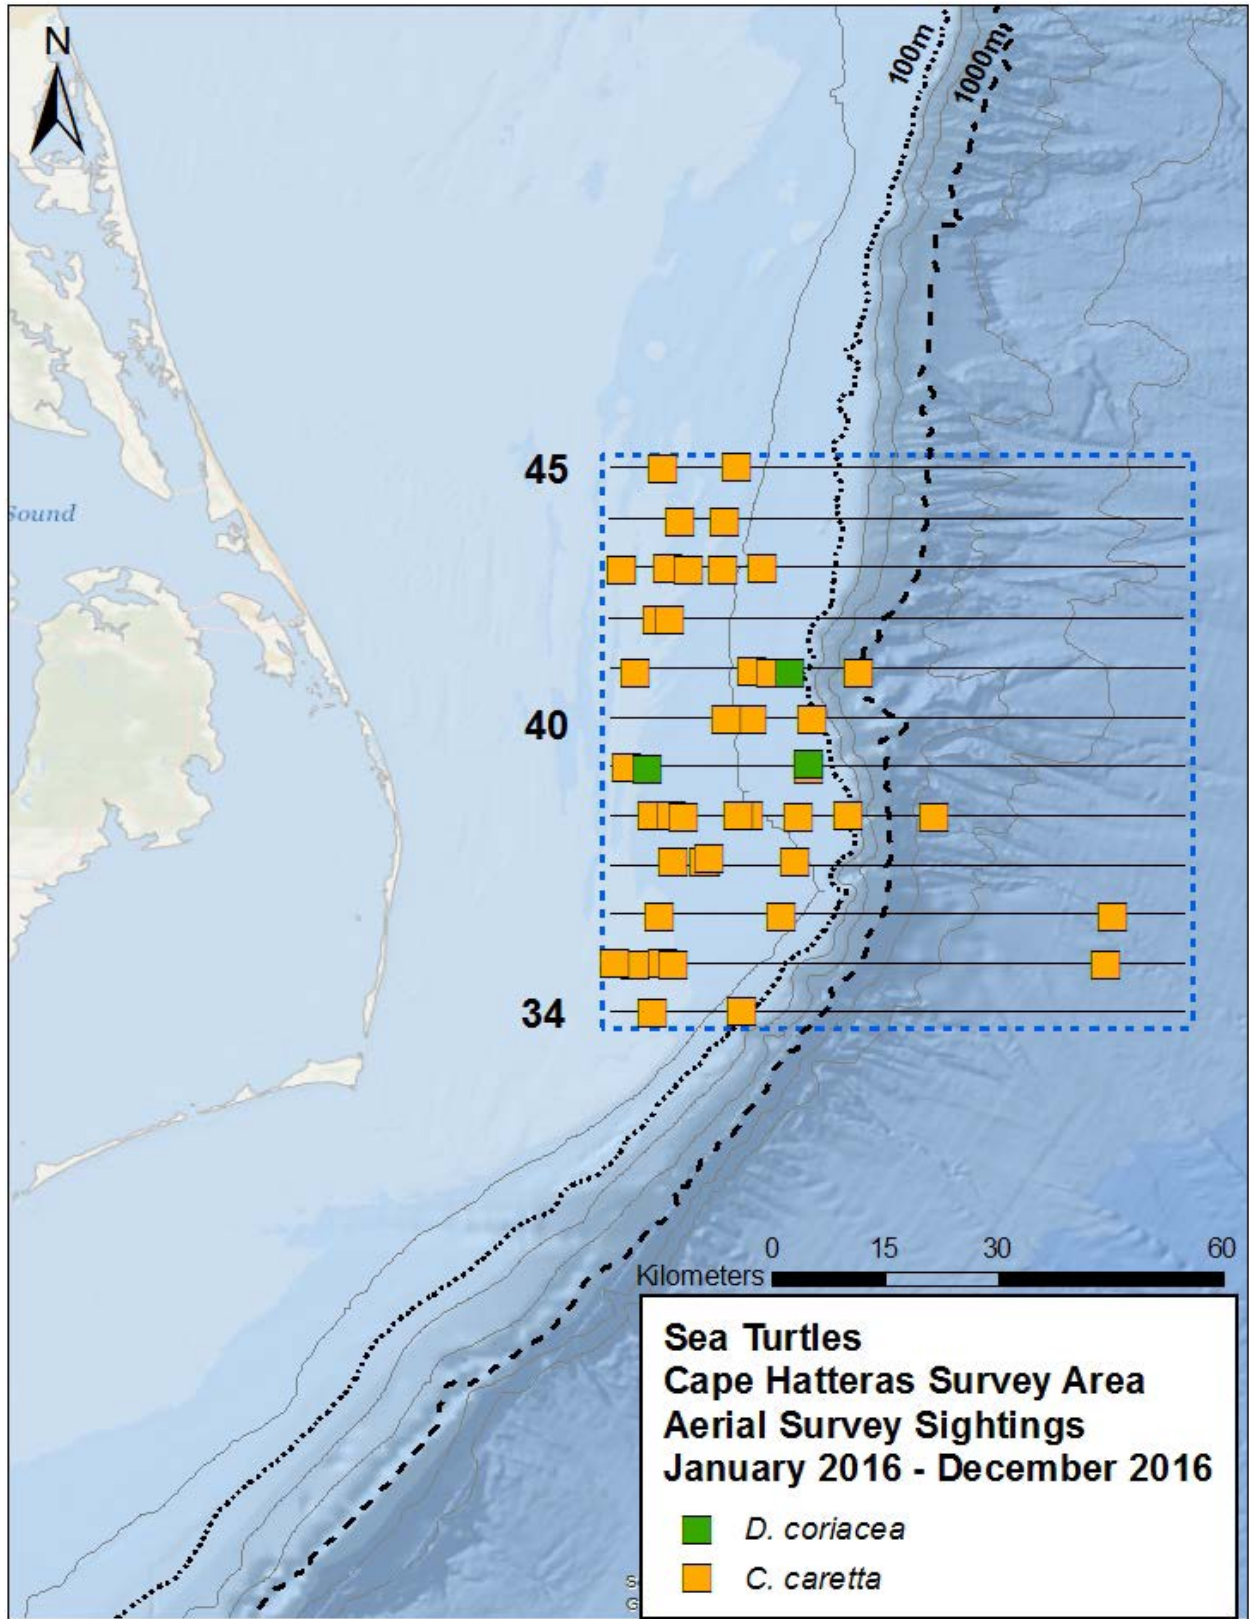 N
100m
1000m
45
Sound
40
34
0 15 30 60
Kilometers
Sea Turtles
Cape Hatteras Survey Area
Aerial Survey Sightings
January 2016 - December 2016
D. coriacea
C. caretta